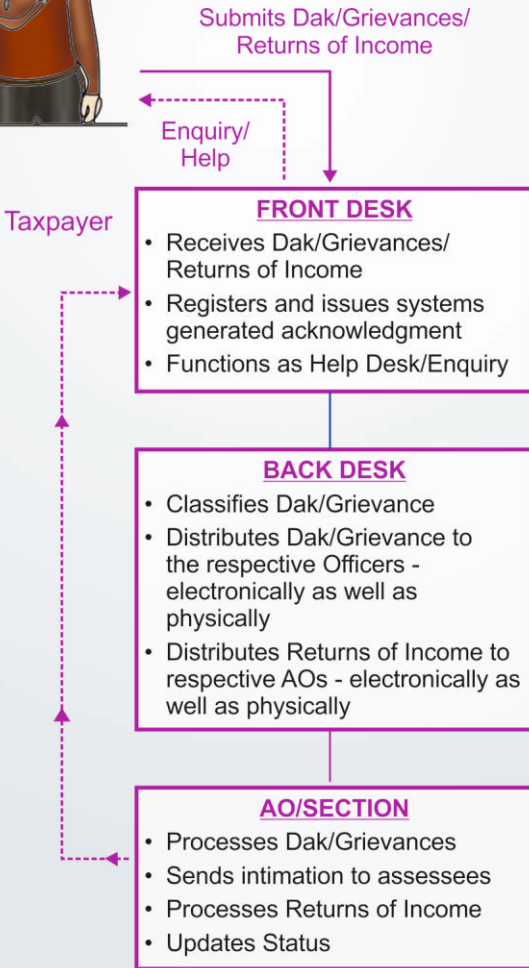 Submits Dak/Grievances/
Returns of Income
Enquiry/
Help
Taxpayer
FRONT DESK
• Receives Dak/Grievances/
Returns of Income
• Registers and issues systems
generated acknowledgment
• Functions as Help Desk/Enquiry
BACK DESK
• Classifies Dak/Grievance
• Distributes Dak/Grievance to
the respective Officers -
electronically as well as
physically
• Distributes Returns of Income to
respective AOs - electronically as
well as physically
AO/SECTION
• Processes Dak/Grievances
• Sends intimation to assessees
• Processes Returns of Income
• Updates Status